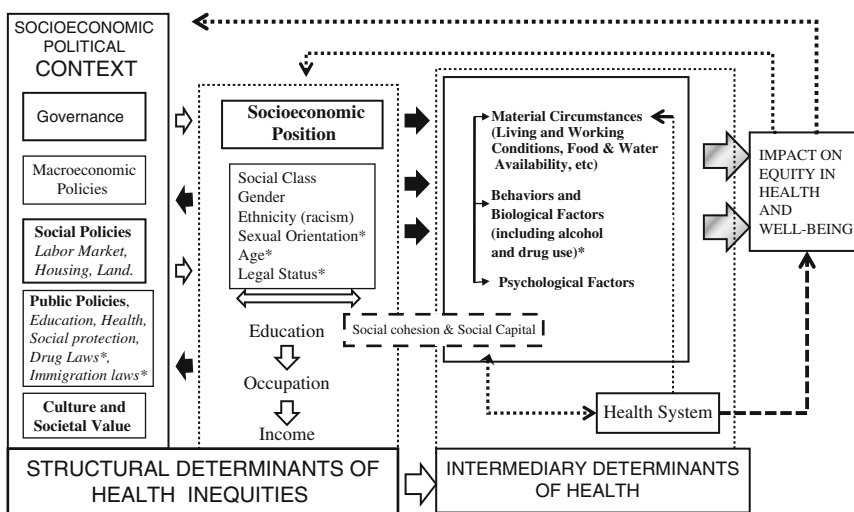 SOCIOECONOMIC
POLITICAL
CONTEXT
Governance
Macroeconomic
Policies
Social Policies
Labor Market,
Housing, Land.
Public Policies,
Education, Health,
Social protection,
Drug Laws*,
Immigration laws*
Culture and
Societal Value
Socioeconomic
Position
Social Class
Gender
Ethnicity (racism)
Sexual Orientation*
Age*
Legal Status*
Education
Occupation
Income
Social cohesion & Social Capital
Material Circumstances
(Living and Working
Conditions, Food & Water
Availability, etc)
Behaviors and
Biological Factors
(including alcohol
and drug use)*
Psychological Factors
Health System
IMPACT ON
EQUITY IN
HEALTH
AND
WELL-BEING
STRUCTURAL DETERMINANTS OF
HEALTH INEQUITIES
INTERMEDIARY DETERMINANTS
OF HEALTH